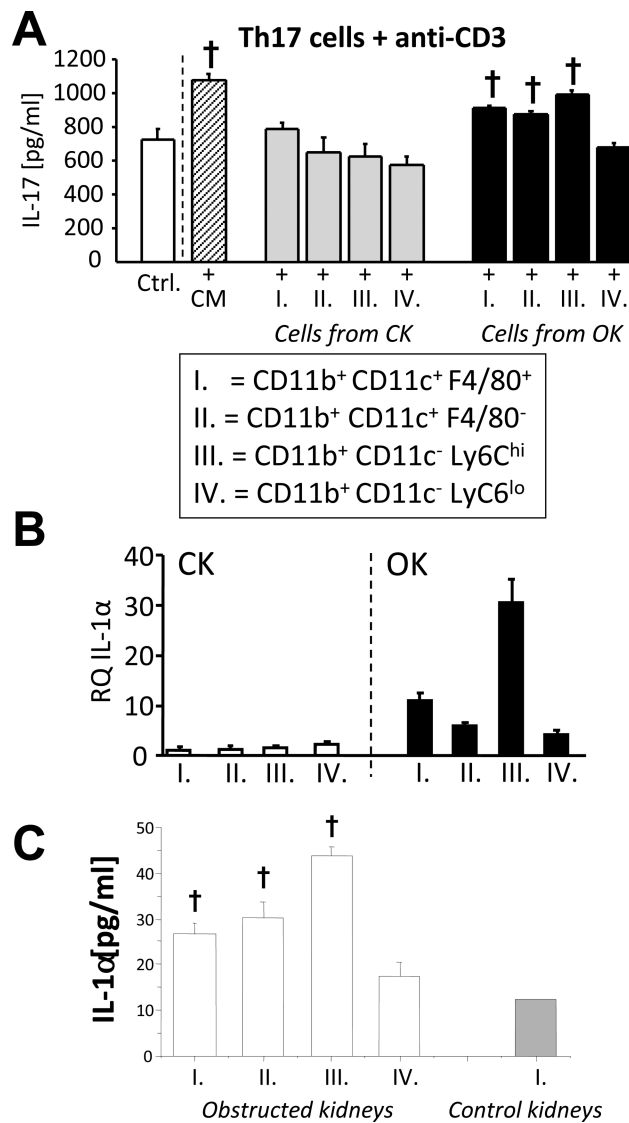 A
Th17 cells + anti-CD3
†
† † †
IL-17 [pg/ml]
1200
1000
800
600
400
200
0
Ctrl. + + + + + + + + +
CM I. II. III. IV. I. II. III. IV.
Cells from CK Cells from OK
I. = CD11b⁺ CD11c⁺ F4/80⁺
II. = CD11b⁺ CD11c⁺ F4/80⁻
III. = CD11b⁺ CD11c⁻ Ly6Cʰⁱ
IV. = CD11b⁺ CD11c⁻ LyC6ˡᵒ
B
CK OK
RQ IL-1α
40
30
20
10
0
I. II. III. IV. I. II. III. IV.
C
† † †
IL-1α[pg/ml]
50
40
30
20
10
0
I. II. III. IV. I.
Obstructed kidneys Control kidneys